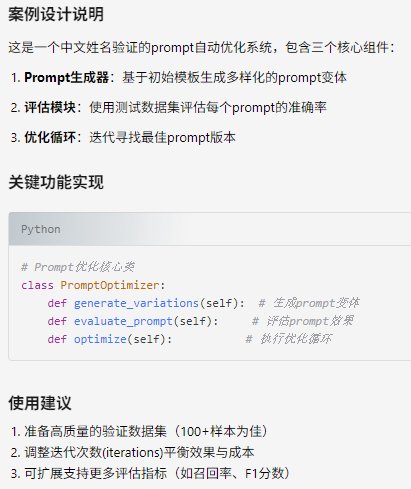 案例设计说明
这是一个中文姓名验证的prompt自动优化系统，包含三个核心组件：
1. Prompt生成器：基于初始模板生成多样化的prompt变体
2. 评估模块：使用测试数据集评估每个prompt的准确率
3. 优化循环：迭代寻找最佳prompt版本
关键功能实现
Python
# Prompt优化核心类
class PromptOptimizer:
    def generate_variations(self):  # 生成prompt变体
    def evaluate_prompt(self):     # 评估prompt效果
    def optimize(self):           # 执行优化循环
使用建议
1. 准备高质量的验证数据集（100+样本为佳）
2. 调整迭代次数(iterations)平衡效果与成本
3. 可扩展支持更多评估指标（如召回率、F1分数）